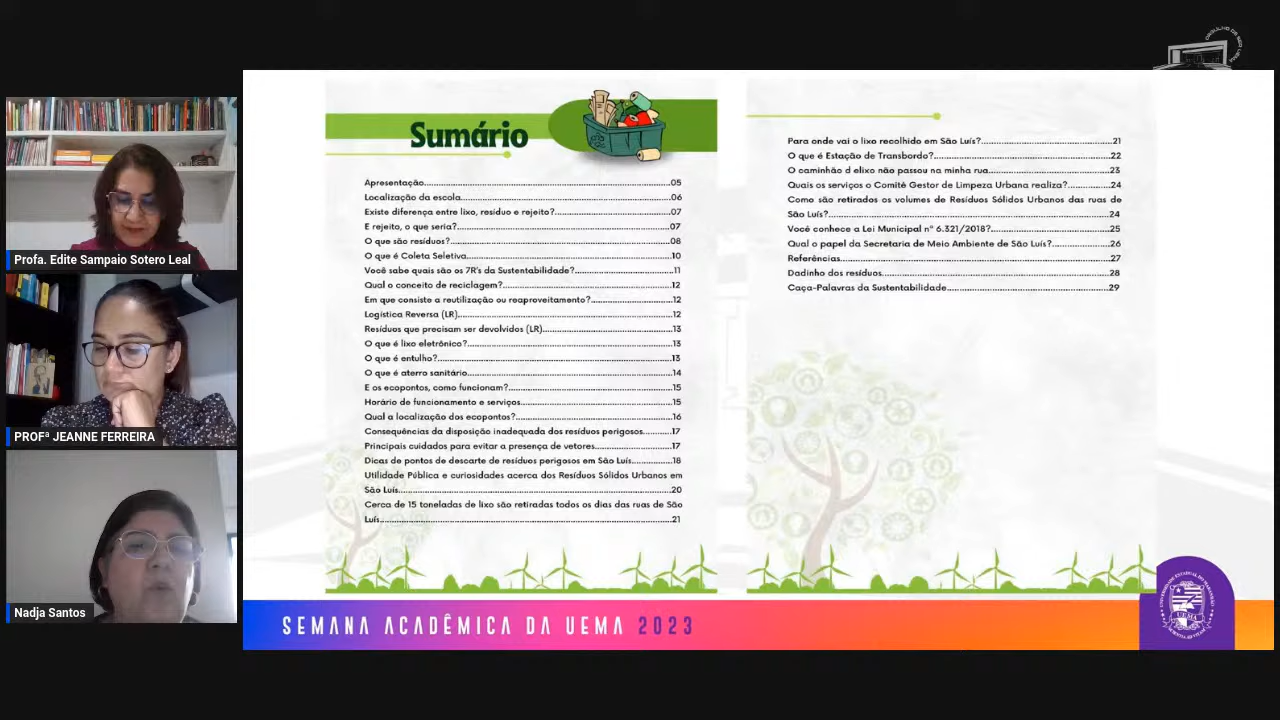 Profa. Edite Sampaio Sotero Leal
PROFª JEANNE FERREIRA
Nadja Santos
Sumário
Apresentação....05
Localização da escola....06
Existe diferença entre lixo, resíduo e rejeito?....07
E rejeito, o que seria?....07
O que são resíduos?....08
O que é Coleta Seletiva....10
Você sabe quais são os 7R's da Sustentabilidade?....11
Qual o conceito de reciclagem?....12
Em que consiste a reutilização ou reaproveitamento?....12
Logística Reversa (LR)....12
Resíduos que precisam ser devolvidos (LR)....13
O que é lixo eletrônico?....13
O que é entulho?....13
O que é aterro sanitário....14
E os ecopontos, como funcionam?....15
Horário de funcionamento e serviços....15
Qual a localização dos ecopontos?....16
Consequências da disposição inadequada dos resíduos perigosos....17
Principais cuidados para evitar a presença de vetores....17
Dicas de pontos de descarte de resíduos perigosos em São Luís....18
Utilidade Pública e curiosidades acerca dos Resíduos Sólidos Urbanos em
São Luís....20
Cerca de 15 toneladas de lixo são retiradas todos os dias das ruas de São
Luís....21
Para onde vai o lixo recolhido em São Luís?....21
O que é Estação de Transbordo?....22
O caminhão d elixo não passou na minha rua....23
Quais os serviços o Comitê Gestor de Limpeza Urbana realiza?....24
Como são retirados os volumes de Resíduos Sólidos Urbanos das ruas de
São Luís?....24
Você conhece a Lei Municipal nº 6.321/2018?....25
Qual o papel da Secretaria de Meio Ambiente de São Luís?....26
Referências....27
Dadinho dos resíduos....28
Caça-Palavras da Sustentabilidade....29
SEMANA ACADÊMICA DA UEMA 2023
UEMA